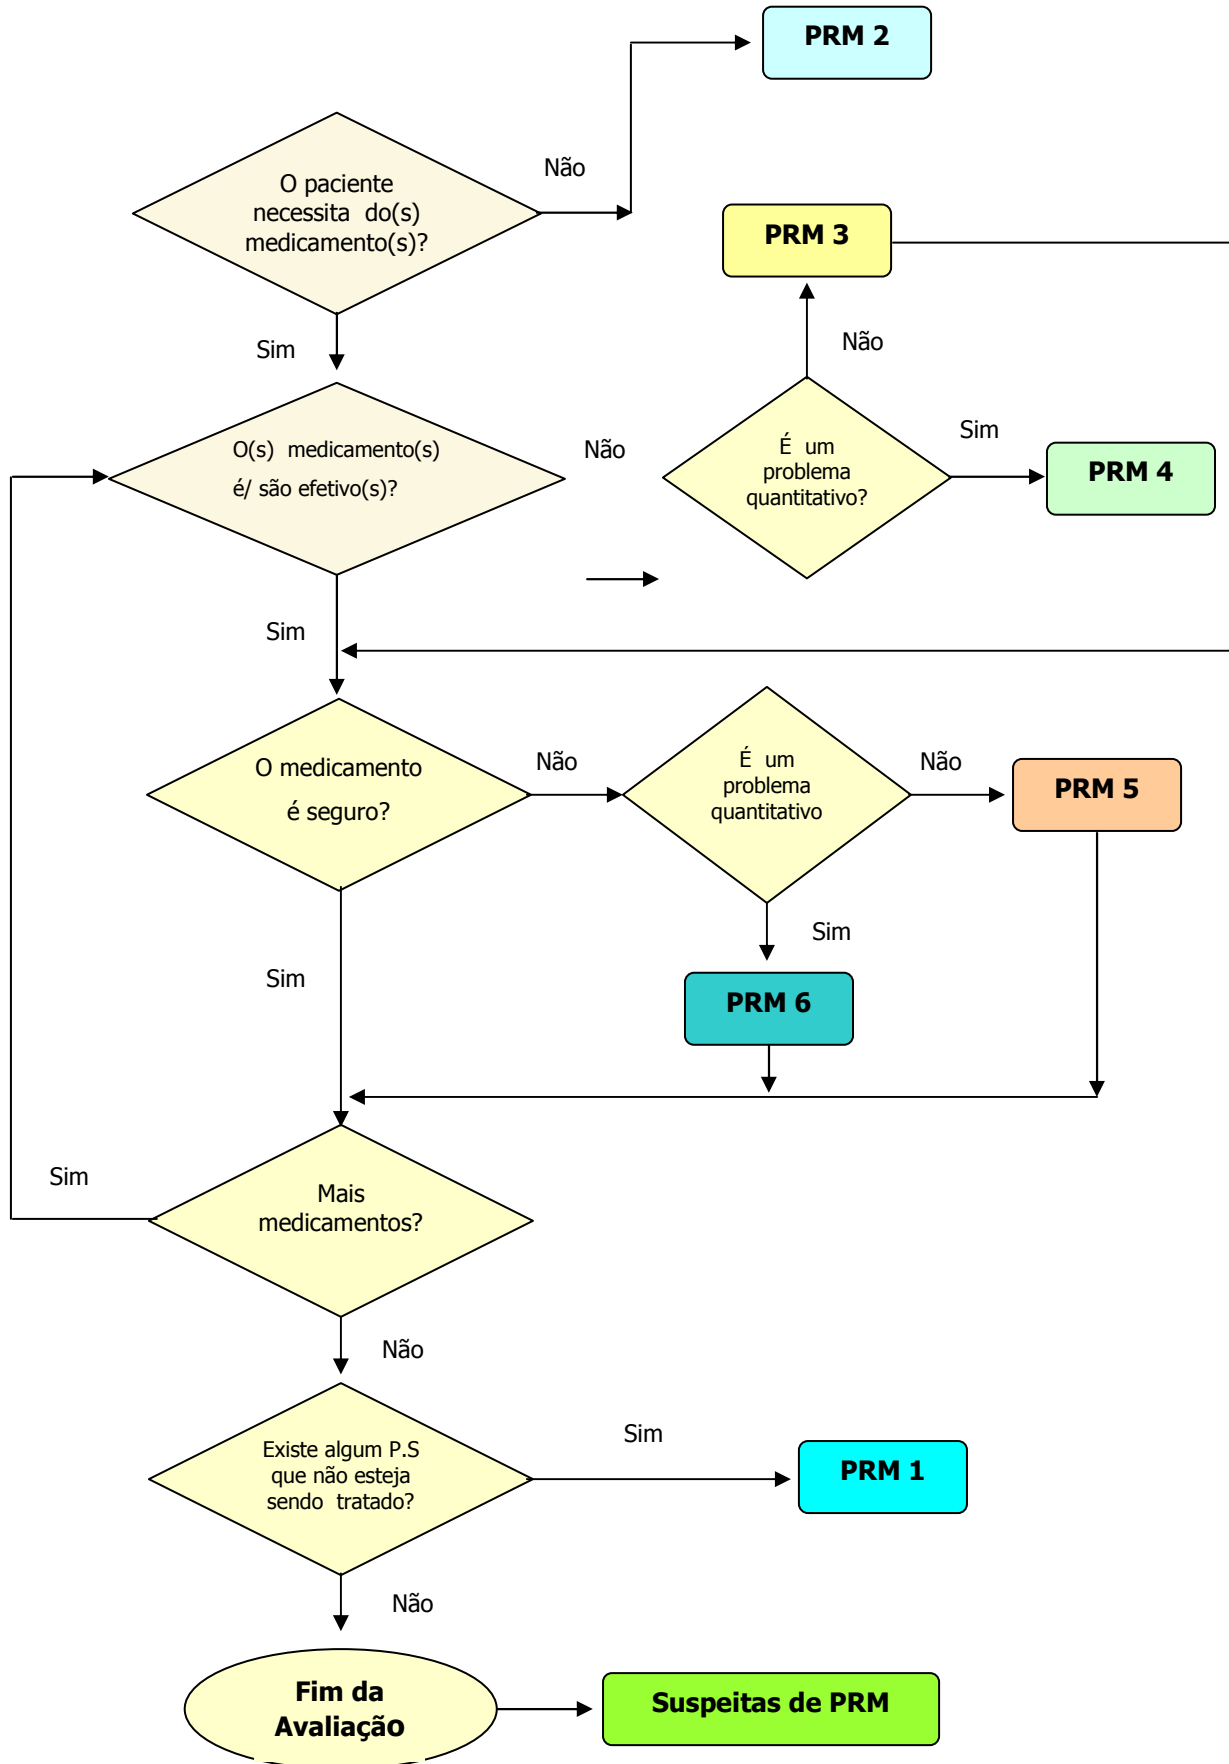 PRM 2
Não
O paciente
necessita do(s)
medicamento(s)?
PRM 3
Sim
Não
O(s) medicamento(s)
é/ são efetivo(s)?
Não
É um
problema
quantitativo?
Sim
PRM 4
Sim
O medicamento
é seguro?
Não
É um
problema
quantitativo
Não
PRM 5
Sim
Sim
PRM 6
Sim
Mais
medicamentos?
Não
Existe algum P.S
que não esteja
sendo tratado?
Sim
PRM 1
Não
Fim da
Avaliação
Suspeitas de PRM